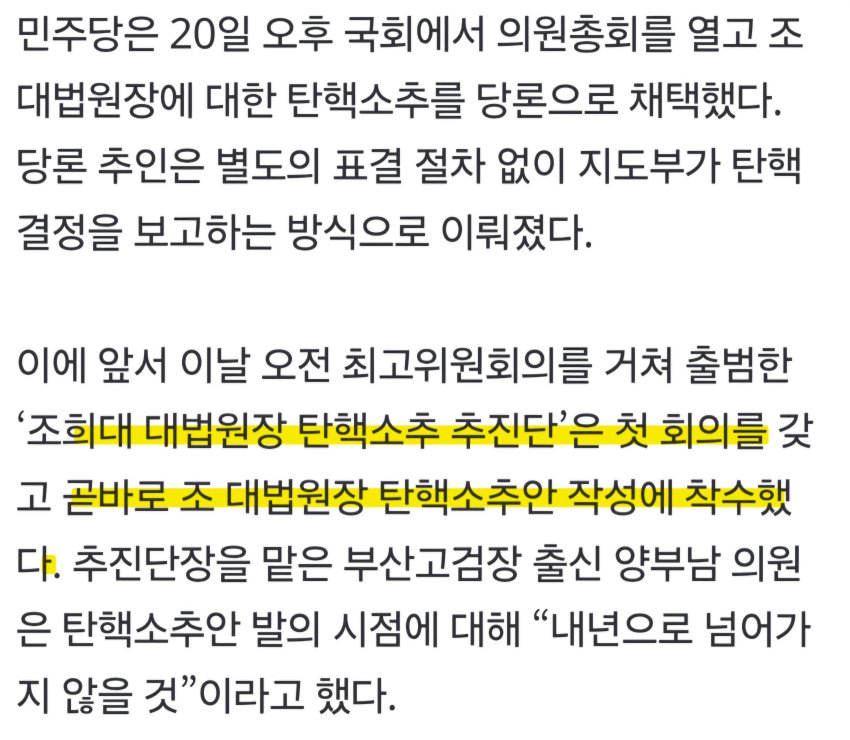 민주당은 20일 오후 국회에서 의원총회를 열고 조
대법원장에 대한 탄핵소추를 당론으로 채택했다.
당론 추인은 별도의 표결 절차 없이 지도부가 탄핵
결정을 보고하는 방식으로 이뤄졌다.
이에 앞서 이날 오전 최고위원회의를 거쳐 출범한
‘조희대 대법원장 탄핵소추 추진단’은 첫 회의를 갖
고 곧바로 조 대법원장 탄핵소추안 작성에 착수했
다. 추진단장을 맡은 부산고검장 출신 양부남 의원
은 탄핵소추안 발의 시점에 대해 “내년으로 넘어가
지 않을 것”이라고 했다.